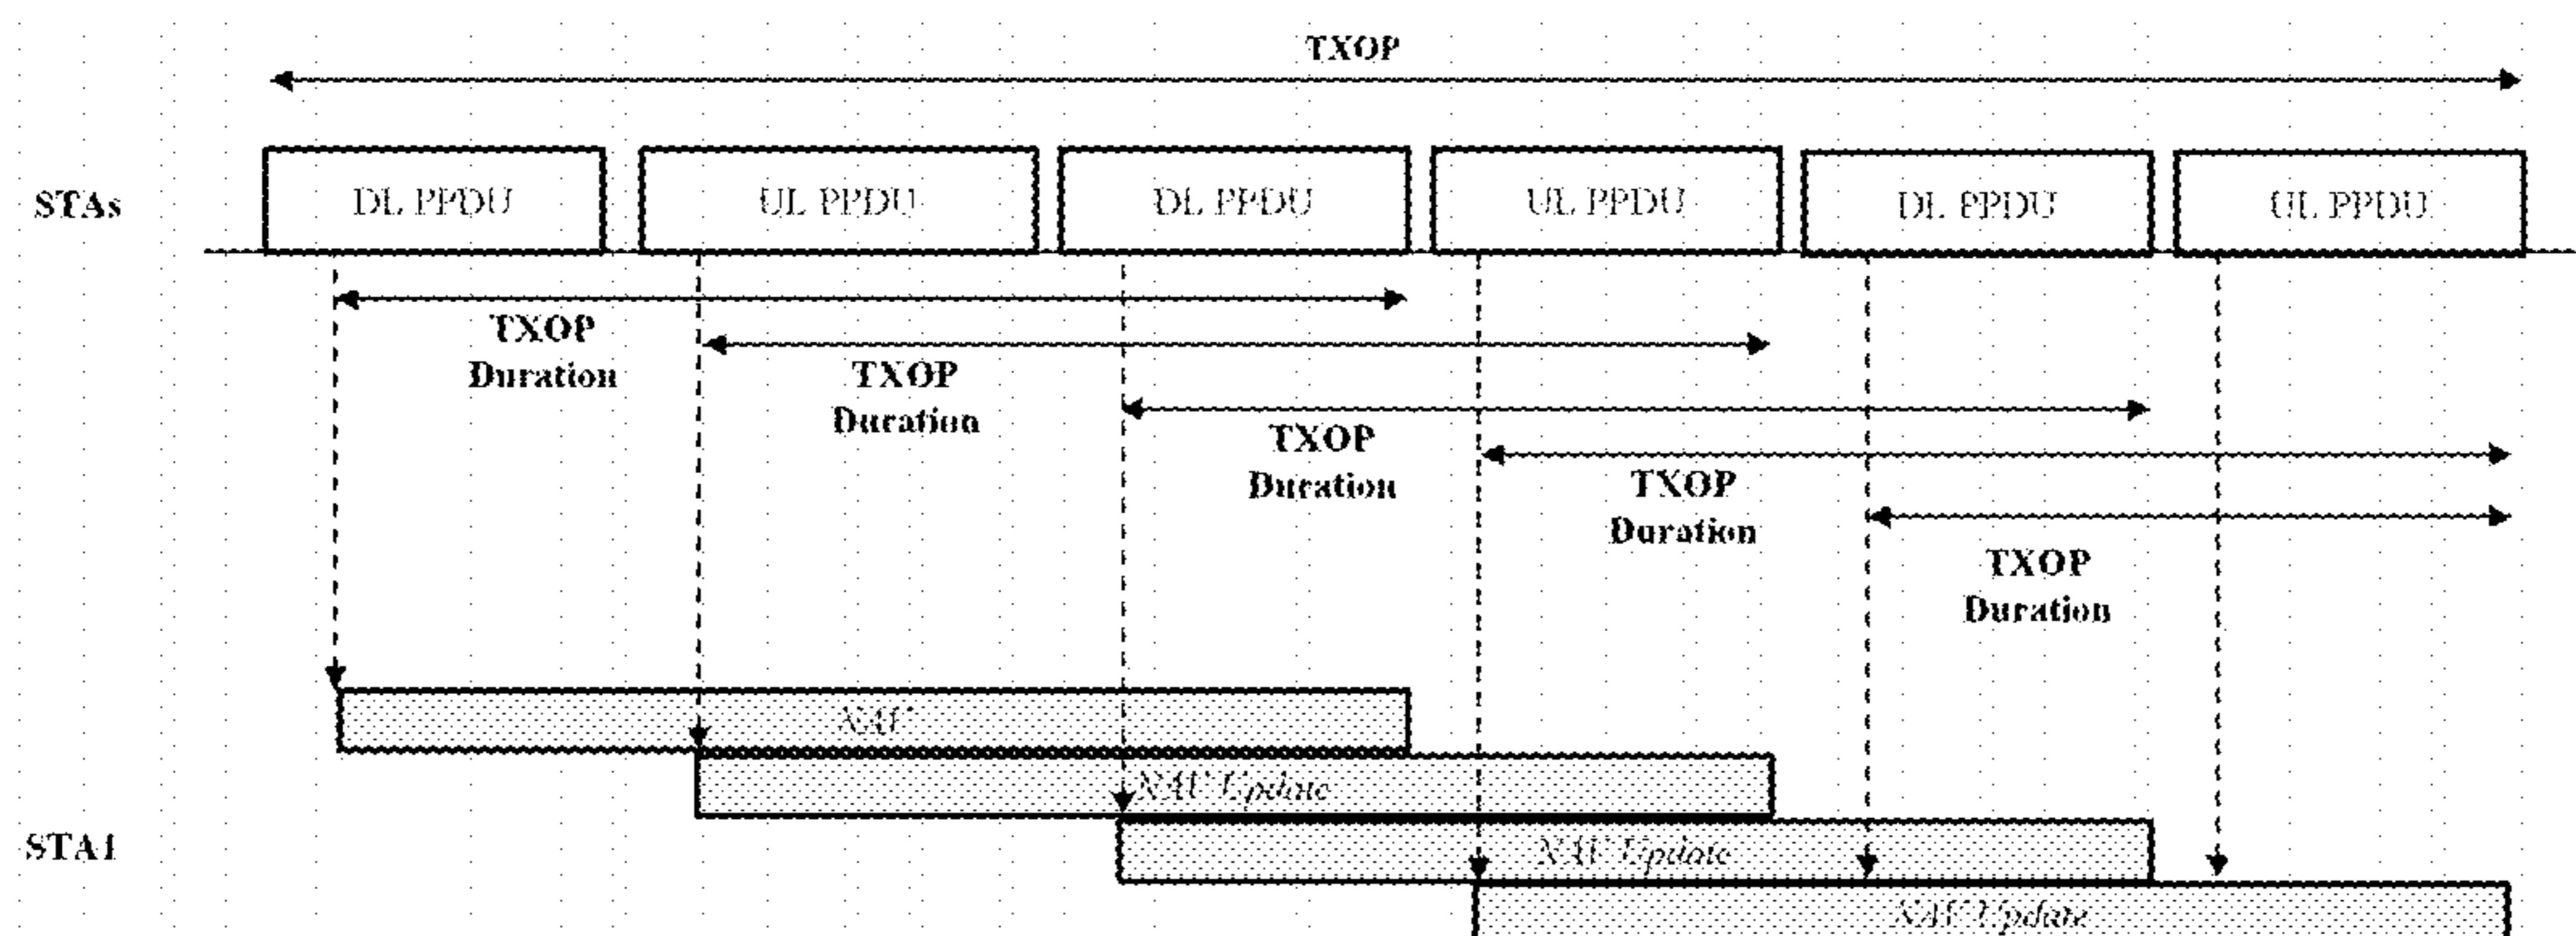 TXOP
STAs
DL PPDU
UL PPDU
DL PPDU
UL PPDU
DL PPDU
UL PPDU
TXOP
Duration
TXOP
Duration
TXOP
Duration
TXOP
Duration
TXOP
Duration
NAV
NAV Update
NAV Update
STA1
NAV Update